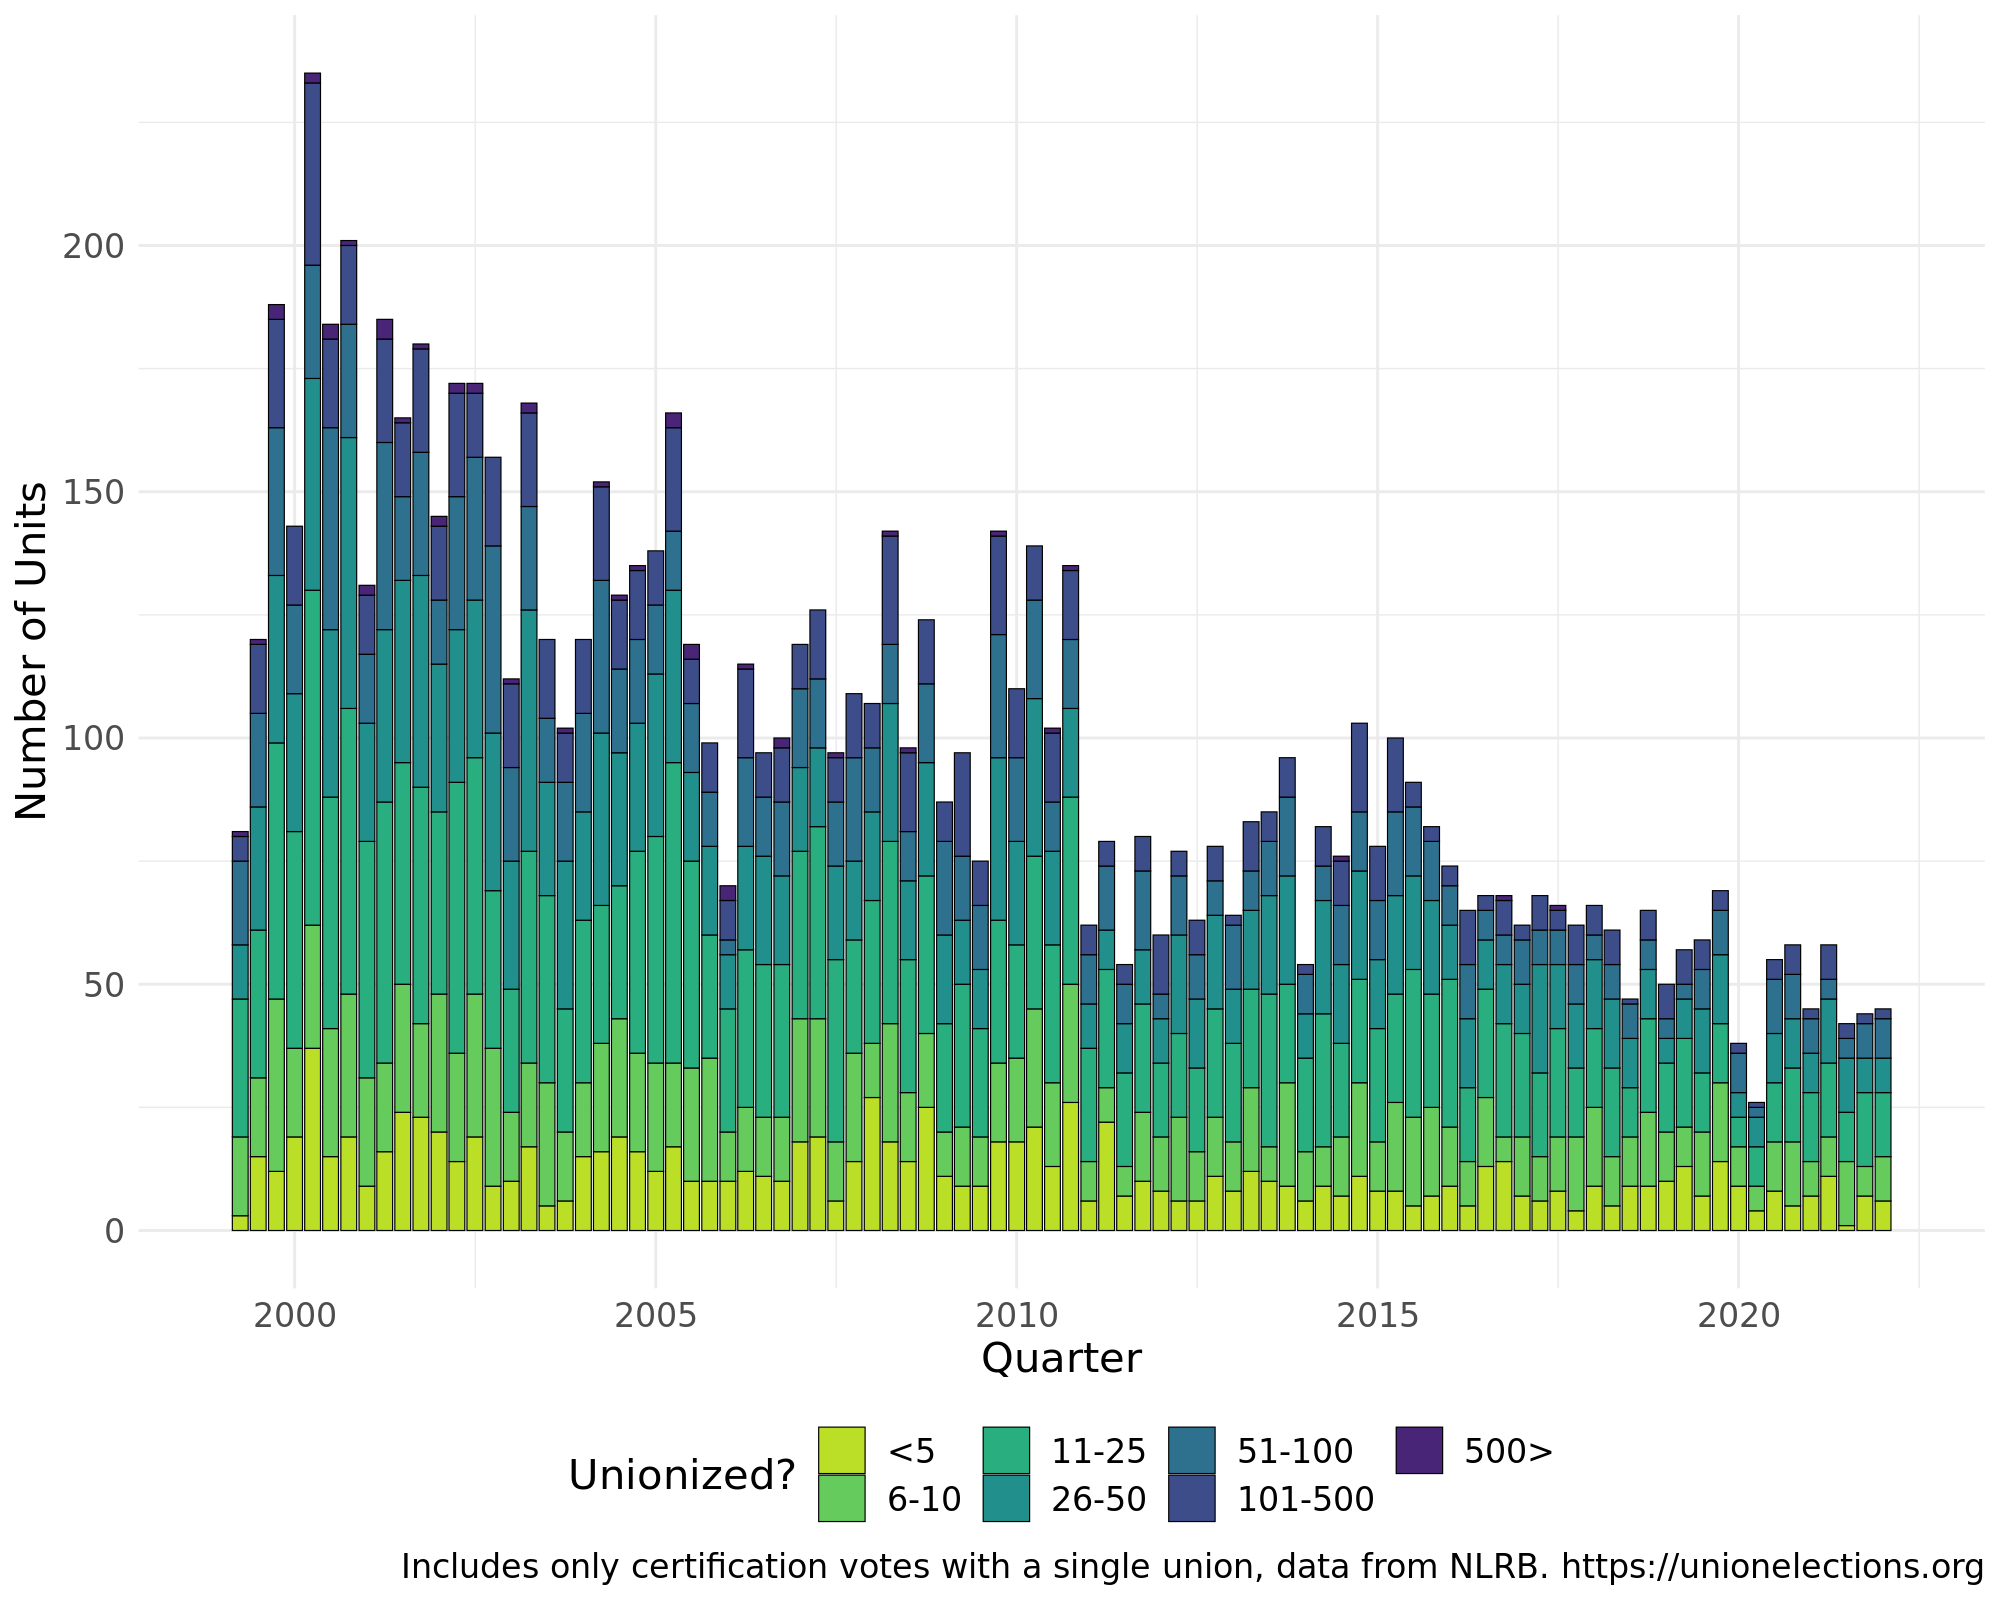 200
150
100
50
0
Number of Units
2000 2005 2010 2015 2020
Quarter
Unionized?
<5 11-25 51-100 500>
6-10 26-50 101-500
Includes only certification votes with a single union, data from NLRB. https://unionelections.org